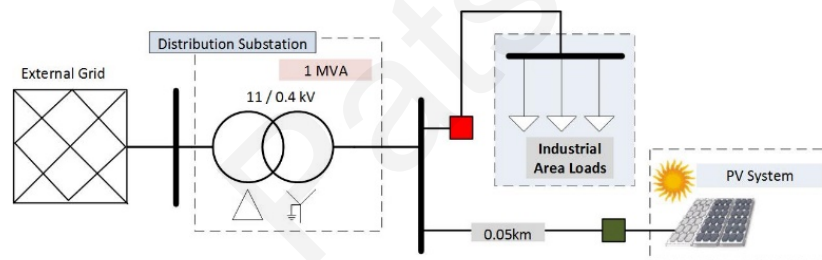 Distribution Substation
External Grid
1 MVA
11 / 0.4 kV
Industrial
Area Loads
PV System
0.05km